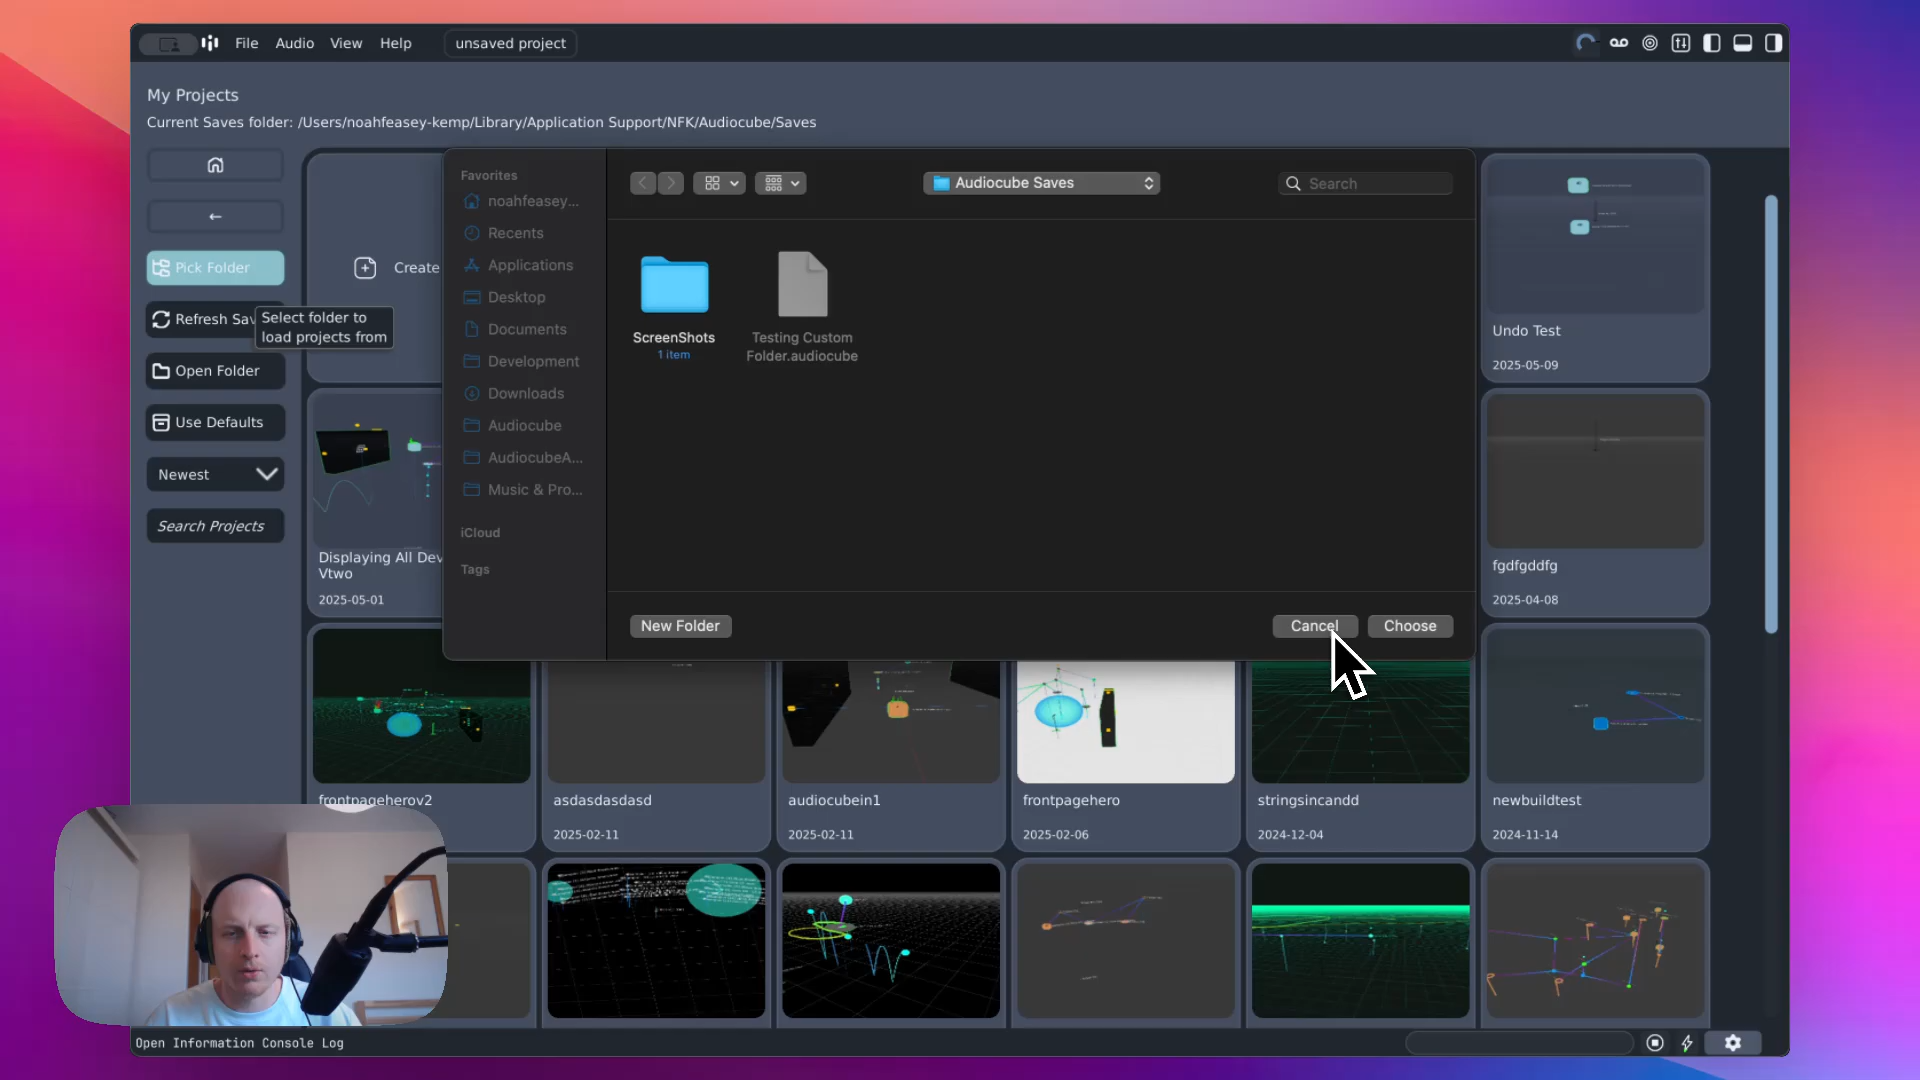 File Audio View Help unsaved project
My Projects
Current Saves folder: /Users/noahfeasey-kemp/Library/Application Support/NFK/Audiocube/Saves
Pick Folder
Refresh Sav
Select folder to
load projects from
Open Folder
Use Defaults
Newest
Search Projects
Create
Favorites
noahfeasey...
Recents
Applications
Desktop
Documents
Development
Downloads
Audiocube
AudiocubeA...
Music & Pro...
iCloud
Tags
Audiocube Saves
Search
ScreenShots
1 item
Testing Custom
Folder.audiocube
New Folder
Cancel
Choose
Undo Test
2025-05-09
Displaying All Dev
Vtwo
2025-05-01
fgdfgddfg
2025-04-08
frontpageherov2
asdasdasdasd
2025-02-11
audiocubein1
2025-02-11
frontpagehero
2025-02-06
stringsincandd
2024-12-04
newbuildtest
2024-11-14
Open Information Console Log